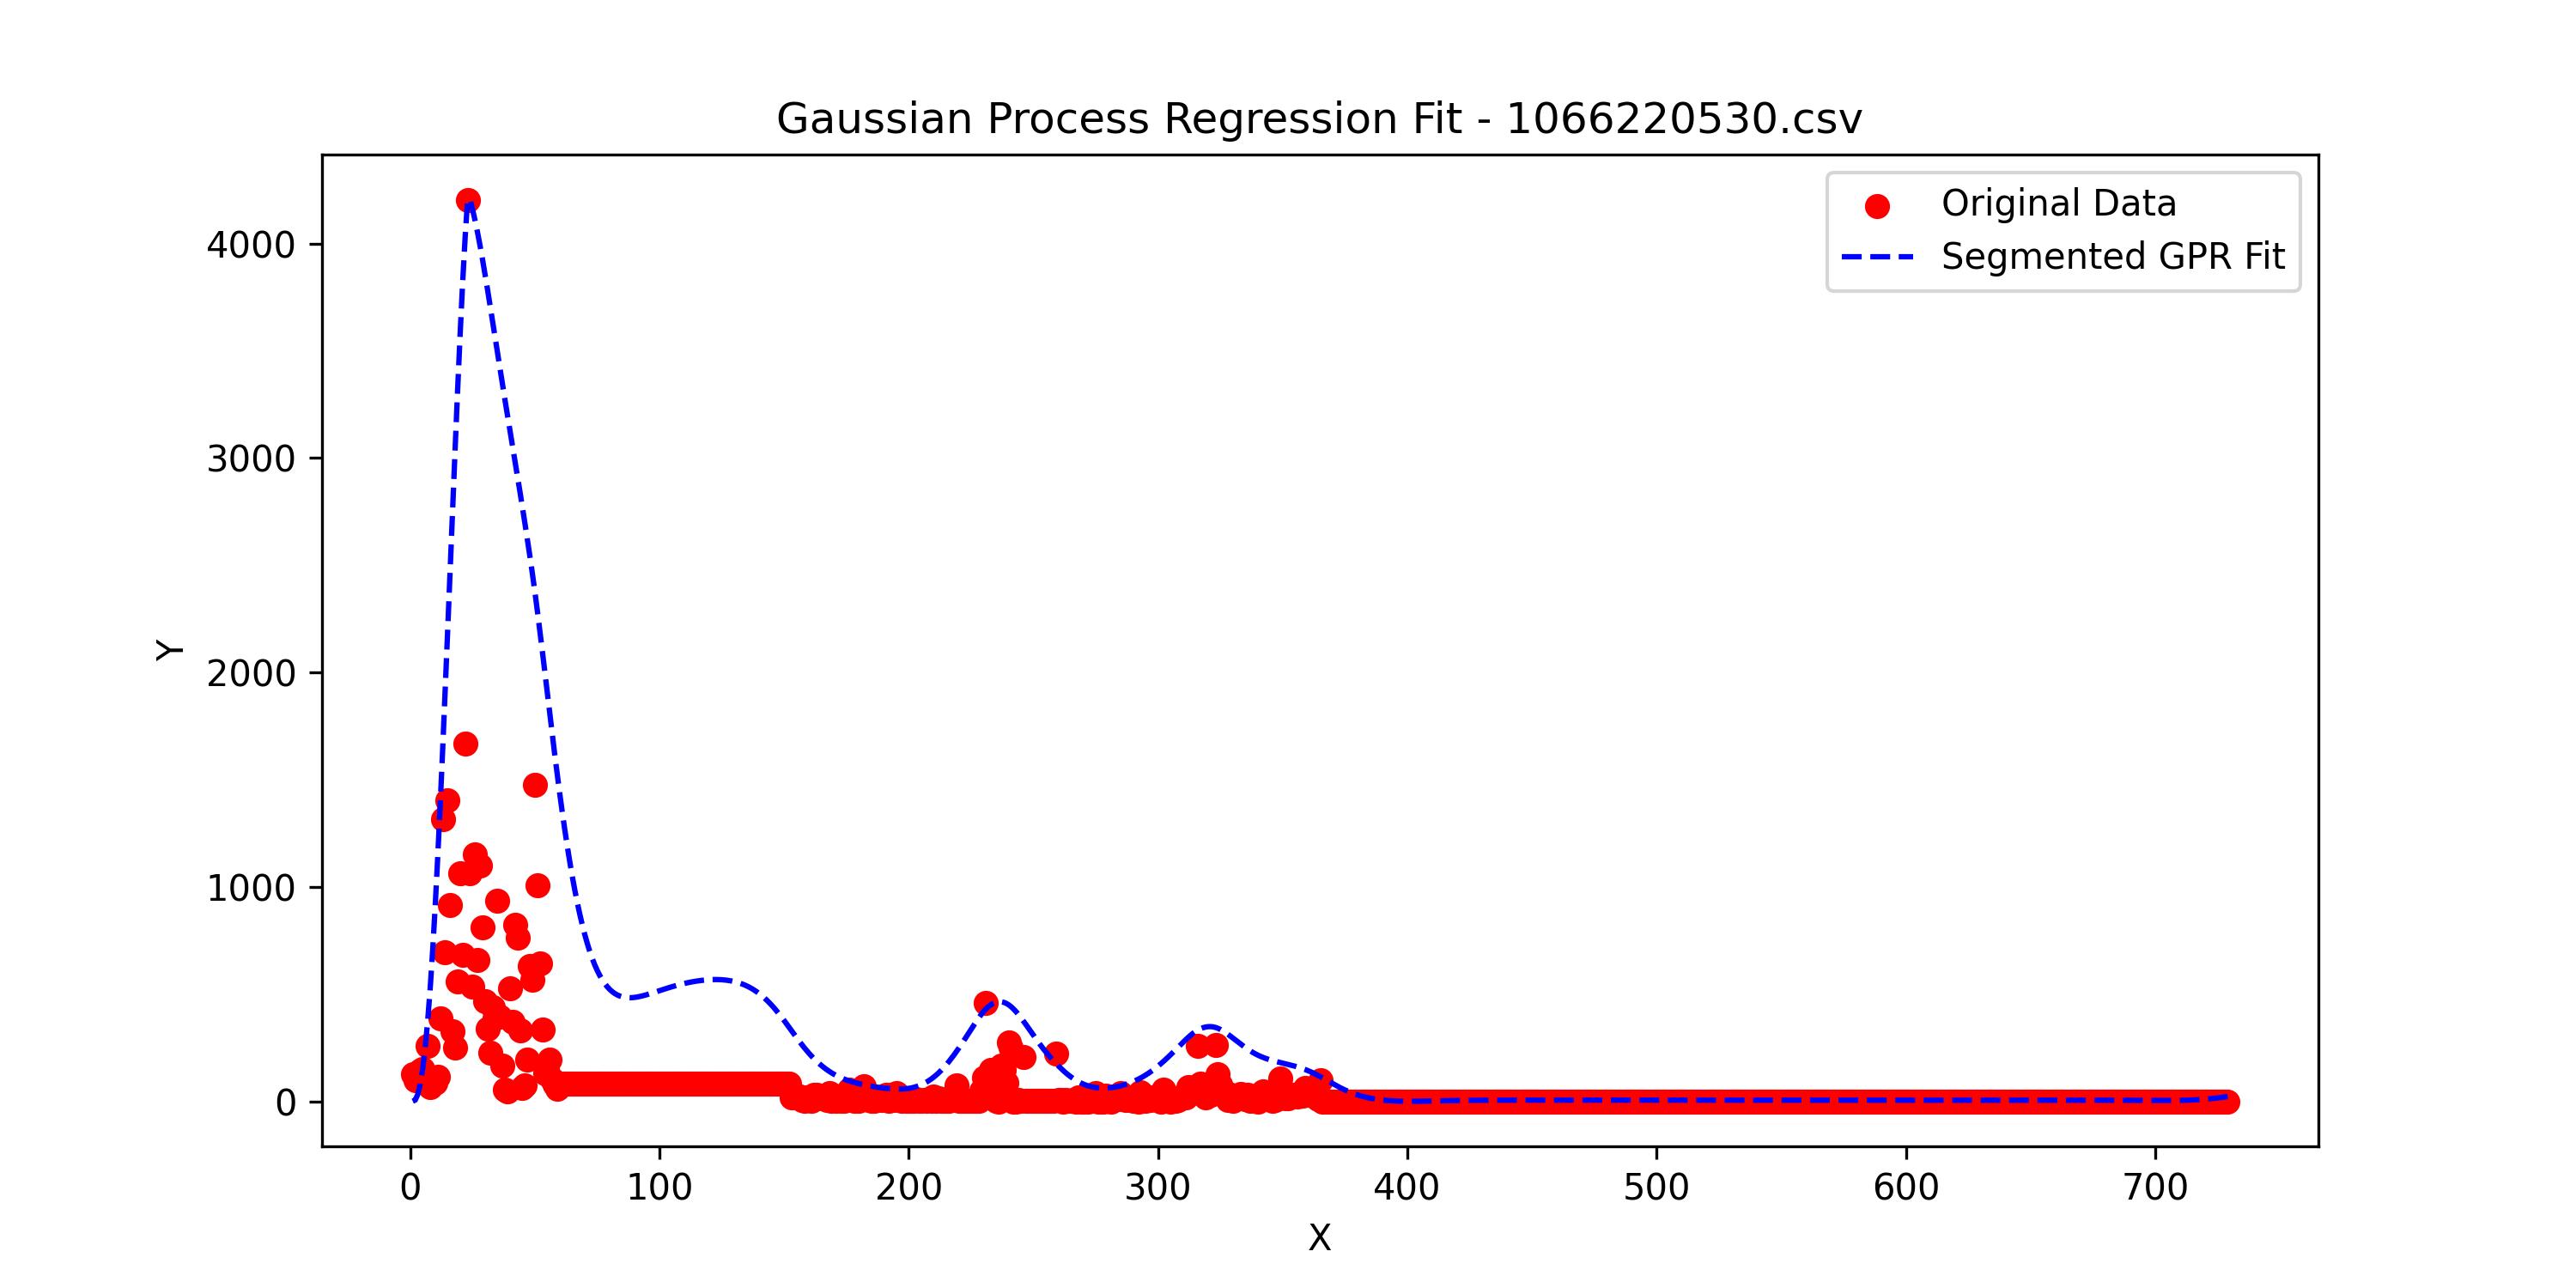 Gaussian Process Regression Fit - 1066220530.csv
Original Data
Segmented GPR Fit
4000
3000
2000
1000
0
Y
0 100 200 300 400 500 600 700
X